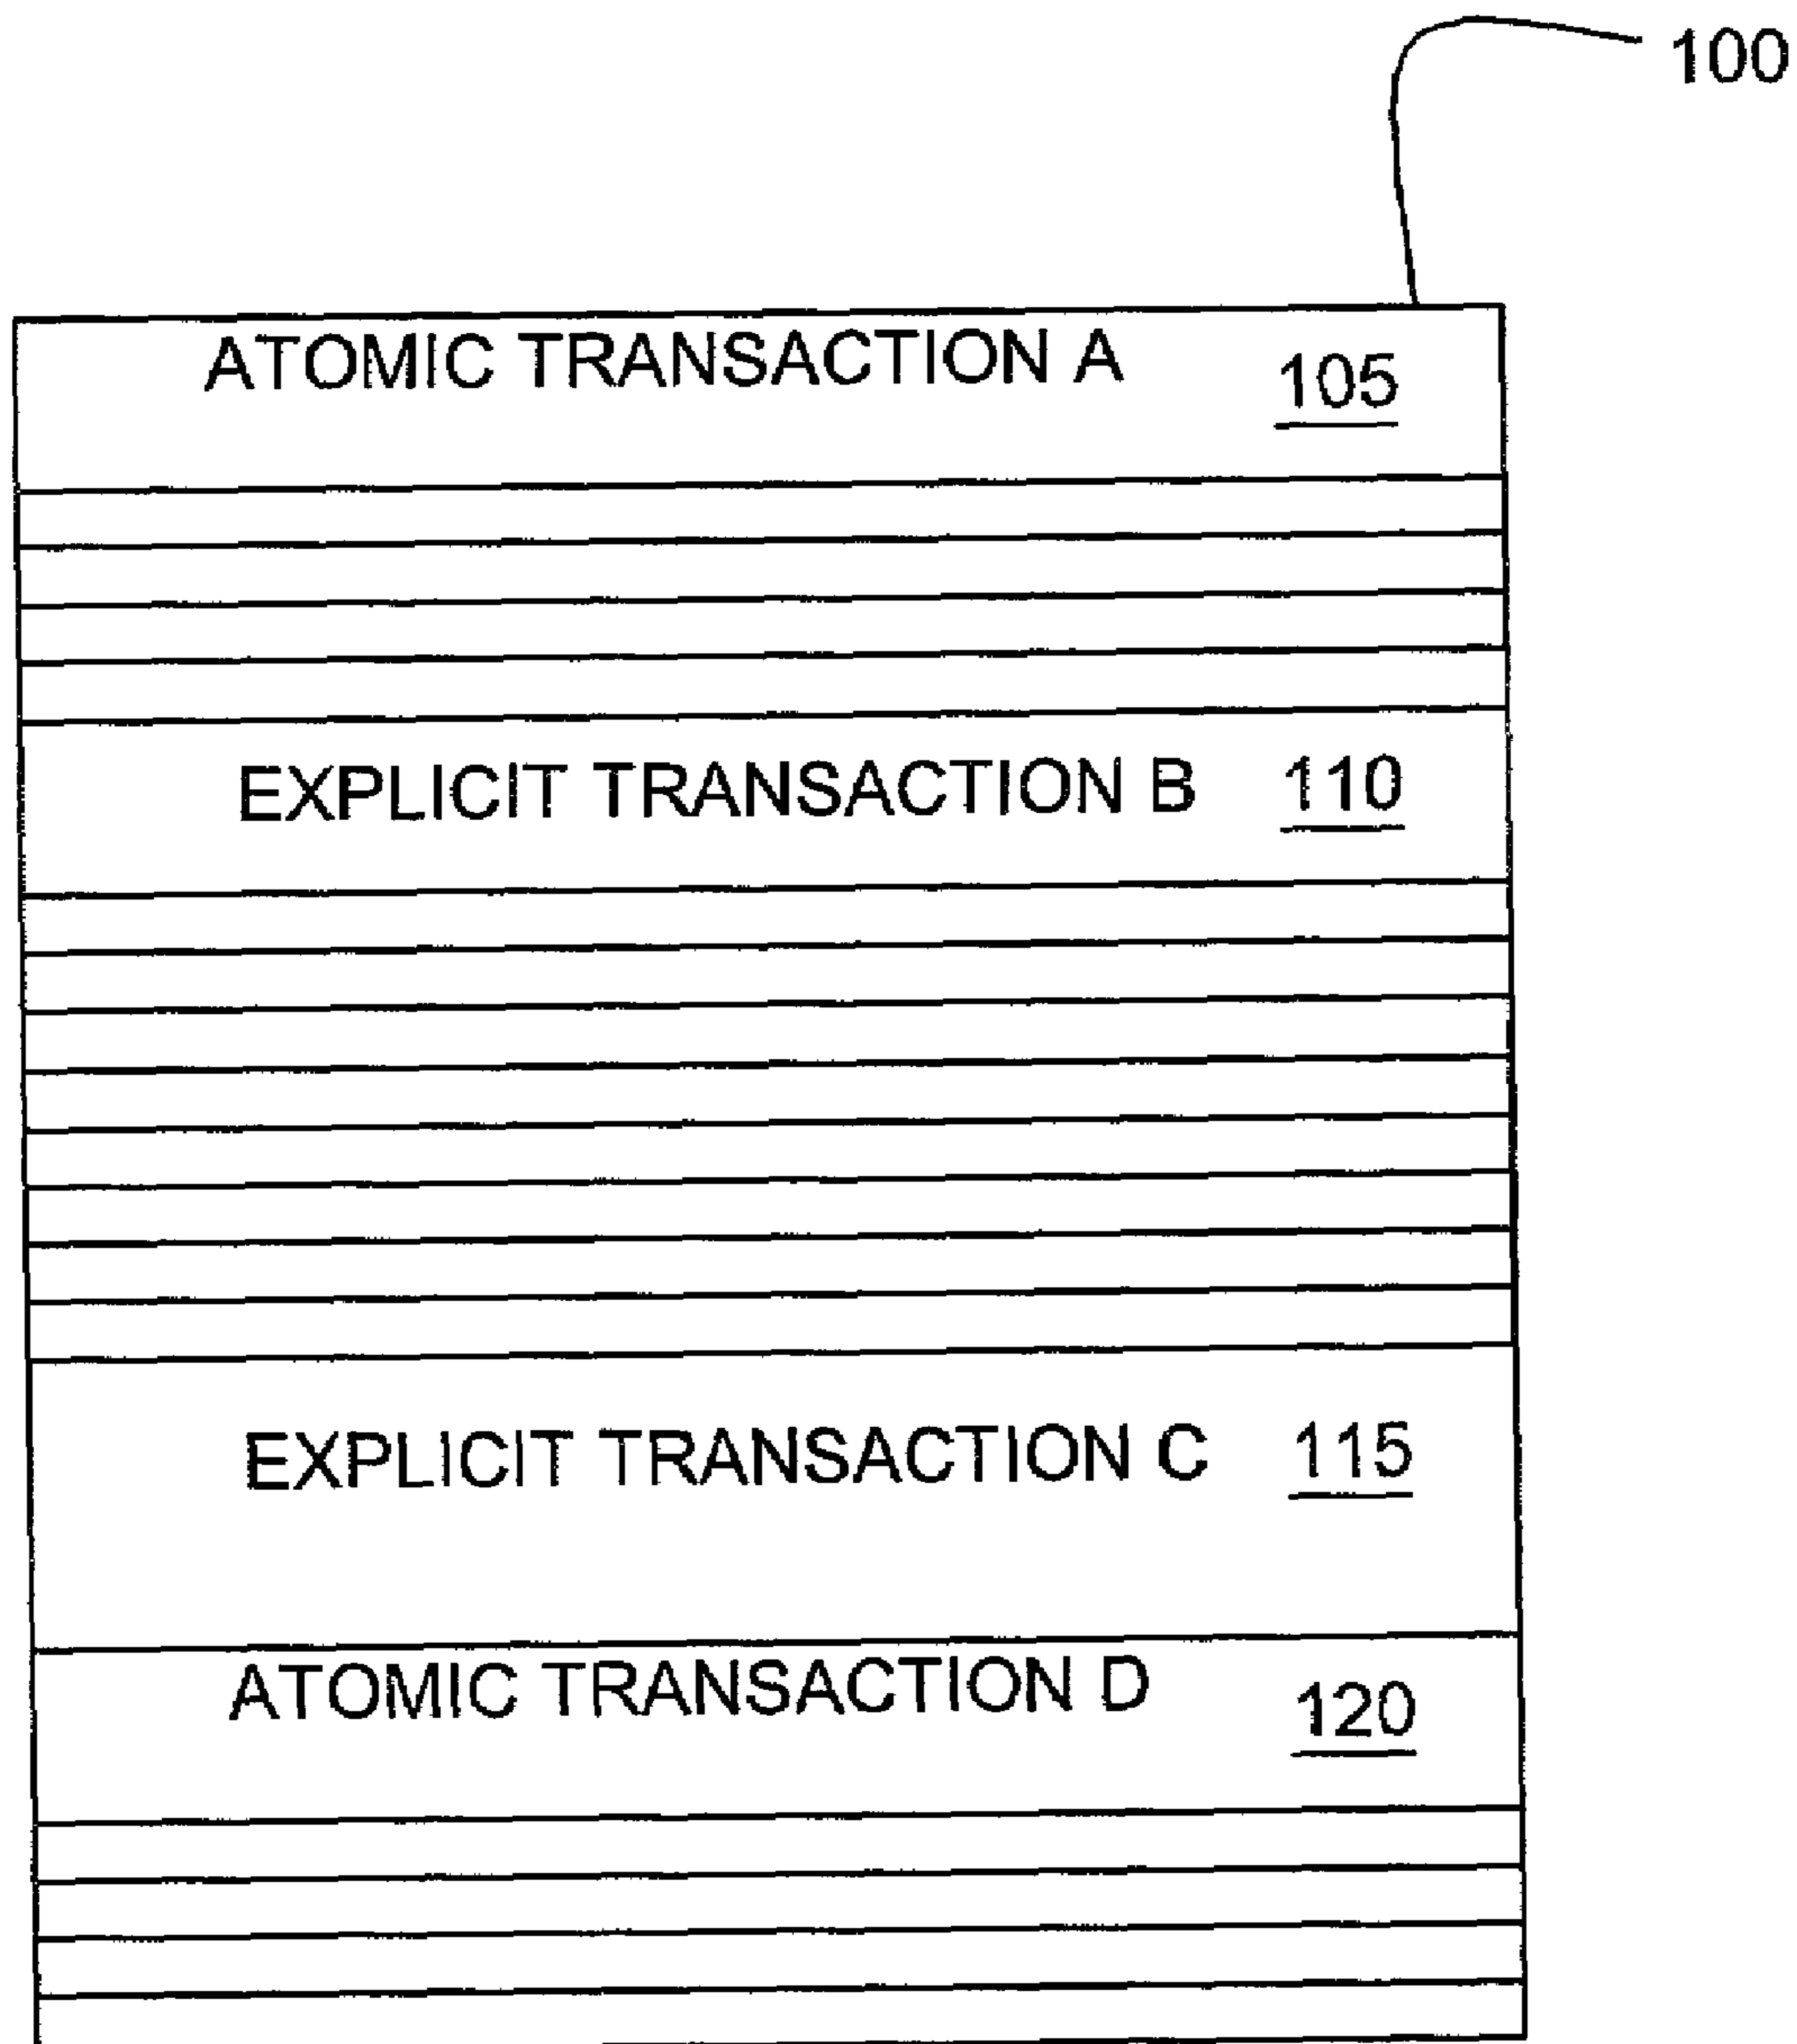 100
ATOMIC TRANSACTION A 105
EXPLICIT TRANSACTION B 110
EXPLICIT TRANSACTION C 115
ATOMIC TRANSACTION D 120